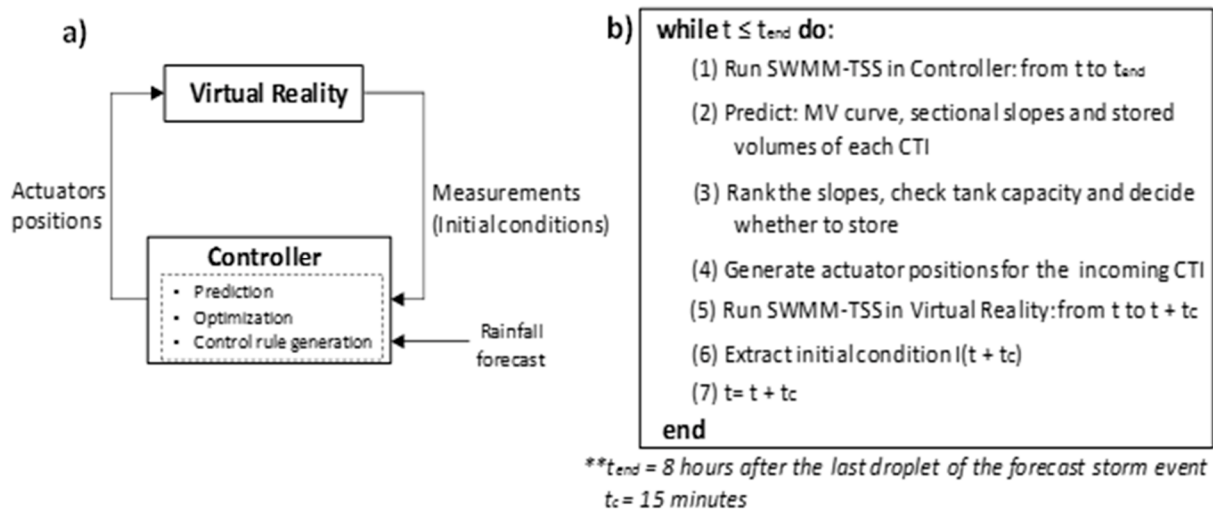 a)
Virtual Reality
Actuators
positions
Measurements
(Initial conditions)
Controller
• Prediction
• Optimization
• Control rule generation
Rainfall
forecast
b)
while t ≤ tend do:
(1) Run SWMM-TSS in Controller: from t to tend
(2) Predict: MV curve, sectional slopes and stored
volumes of each CTI
(3) Rank the slopes, check tank capacity and decide
whether to store
(4) Generate actuator positions for the incoming CTI
(5) Run SWMM-TSS in Virtual Reality: from t to t + tc
(6) Extract initial condition I(t + tc)
(7) t= t + tc
end
**tend = 8 hours after the last droplet of the forecast storm event
tc = 15 minutes